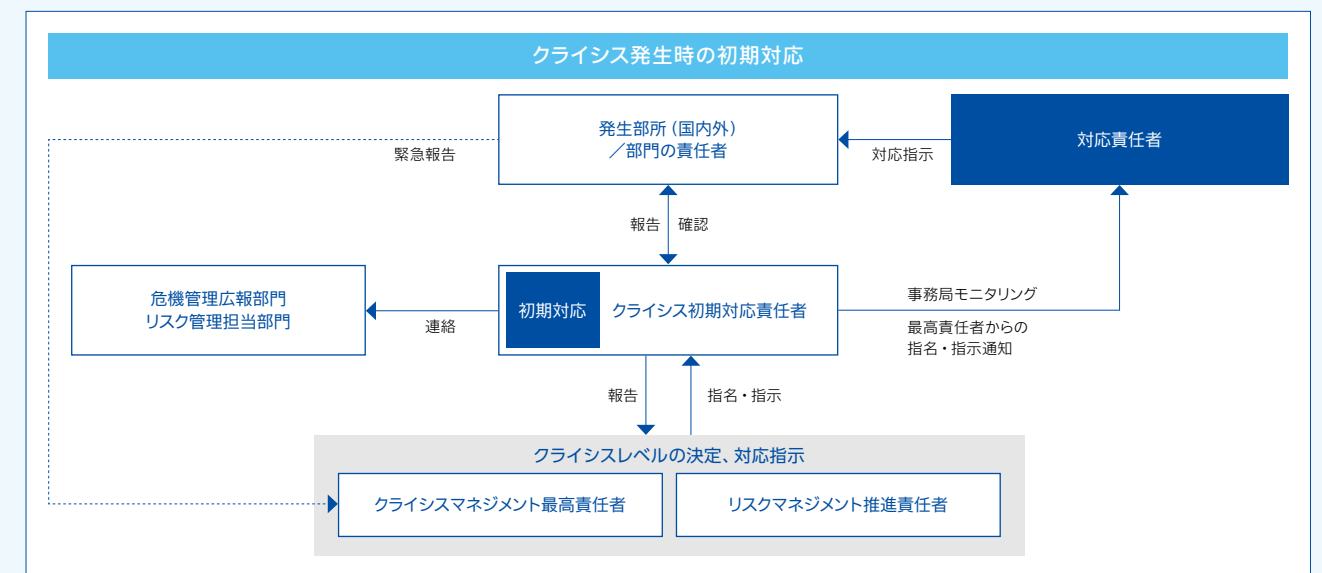 クライシス発生時の初期対応
発生部所（国内外）
／部門の責任者
対応責任者
緊急報告
対応指示
報告
確認
危機管理広報部門
リスク管理担当部門
連絡
初期対応
クライシス初期対応責任者
事務局モニタリング
最高責任者からの
指名・指示通知
報告
指名・指示
クライシスレベルの決定、対応指示
クライシスマネジメント最高責任者
リスクマネジメント推進責任者